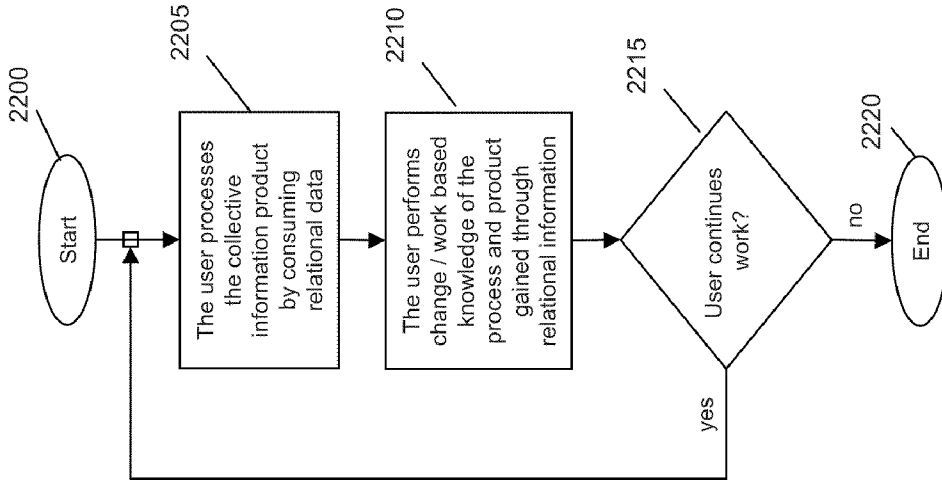 2200
Start
2205
The user processes
the collective
information product
by consuming
relational data
2210
The user performs
change / work based
knowledge of the
process and product
gained through
relational information
2215
User continues
work?
yes
no
2220
End